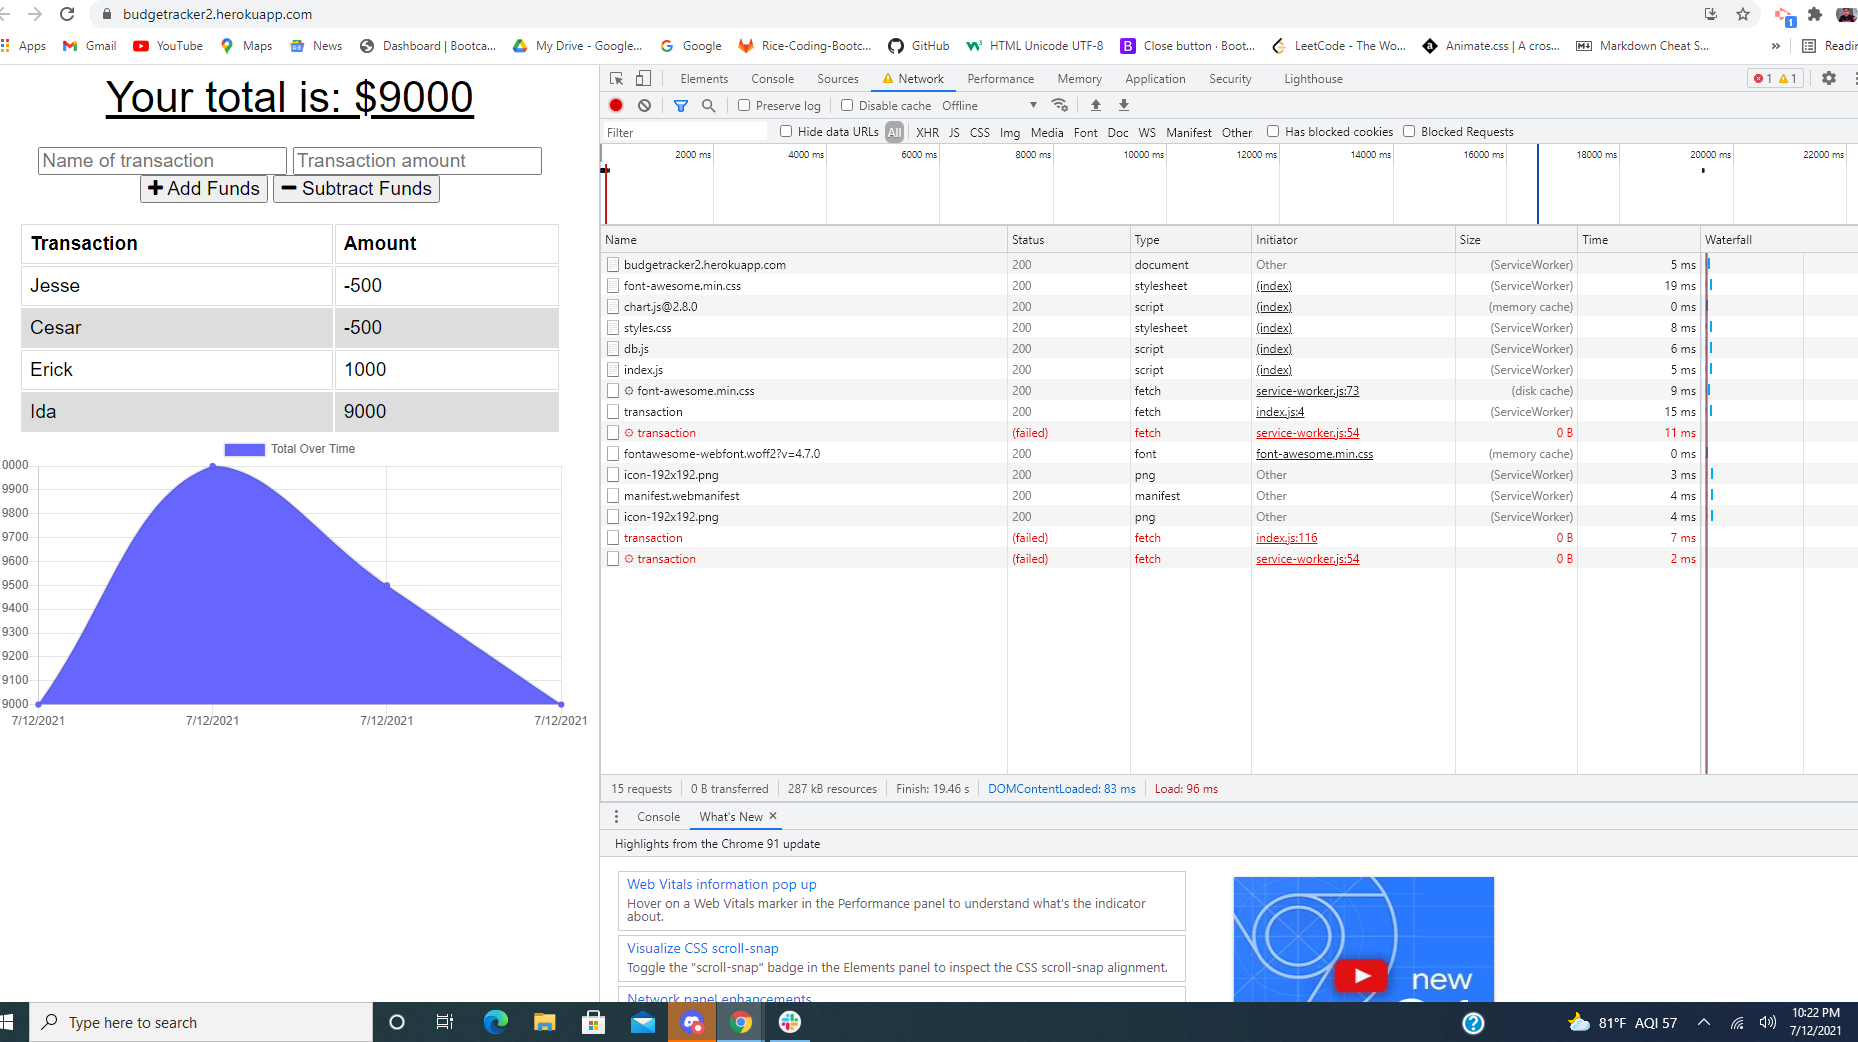 budgetracker2.herokuapp.com
1
Apps Gmail YouTube Maps News Dashboard | Bootca... My Drive - Google... Google Rice-Coding-Bootc... GitHub HTML Unicode UTF-8 Close button · Boot... LeetCode - The Wo... Animate.css | A cros... Markdown Cheat S... » Readin
Your total is: $9000
Name of transaction Transaction amount
Add Funds Subtract Funds
Transaction Amount
Jesse -500
Cesar -500
Erick 1000
Ida 9000
Total Over Time
0000
9900
9800
9700
9600
9500
9400
9300
9200
9100
9000
7/12/2021 7/12/2021 7/12/2021 7/12/2021
Elements Console Sources Network Performance Memory Application Security Lighthouse 1 1
Preserve log Disable cache Offline
Filter Hide data URLs All XHR JS CSS Img Media Font Doc WS Manifest Other Has blocked cookies Blocked Requests
2000 ms 4000 ms 6000 ms 8000 ms 10000 ms 12000 ms 14000 ms 16000 ms 18000 ms 20000 ms 22000 ms
Name Status Type Initiator Size Time Waterfall
budgetracker2.herokuapp.com 200 document Other (ServiceWorker) 5 ms
font-awesome.min.css 200 stylesheet (index) (ServiceWorker) 19 ms
chart.js@2.8.0 200 script (index) (memory cache) 0 ms
styles.css 200 stylesheet (index) (ServiceWorker) 8 ms
db.js 200 script (index) (ServiceWorker) 6 ms
index.js 200 script (index) (ServiceWorker) 5 ms
font-awesome.min.css 200 fetch service-worker.js:73 (disk cache) 9 ms
transaction 200 fetch index.js:4 (ServiceWorker) 15 ms
transaction (failed) fetch service-worker.js:54 0 B 11 ms
fontawesome-webfont.woff2?v=4.7.0 200 font font-awesome.min.css (memory cache) 0 ms
icon-192x192.png 200 png Other (ServiceWorker) 3 ms
manifest.webmanifest 200 manifest Other (ServiceWorker) 4 ms
icon-192x192.png 200 png Other (ServiceWorker) 4 ms
transaction (failed) fetch index.js:116 0 B 7 ms
transaction (failed) fetch service-worker.js:54 0 B 2 ms
15 requests 0 B transferred 287 kB resources Finish: 19.46 s DOMContentLoaded: 83 ms Load: 96 ms
Console What's New ×
Highlights from the Chrome 91 update
Web Vitals information pop up
Hover on a Web Vitals marker in the Performance panel to understand what's the indicator
about.
Visualize CSS scroll-snap
Toggle the "scroll-snap" badge in the Elements panel to inspect the CSS scroll-snap alignment.
Network panel enhancements
new
Type here to search
81°F AQI 57
10:22 PM
7/12/2021